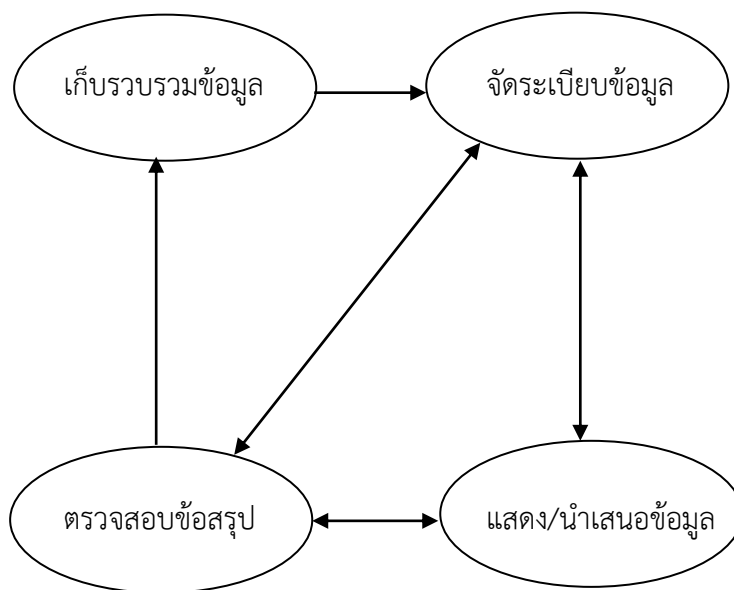 เก็บรวบรวมข้อมูล
จัดระเบียบข้อมูล
ตรวจสอบข้อสรุป
แสดง/นำเสนอข้อมูล